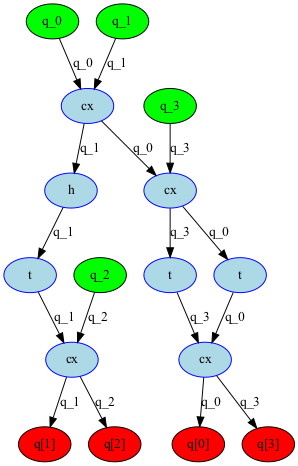 q_0 q_1
q_0 q_1
cx q_3
q_1 q_0 q_3
h cx
q_1 q_3 q_0
t q_2 t t
q_1 q_2 q_3 q_0
cx cx
q_1 q_2 q_0 q_3
q[1] q[2] q[0] q[3]